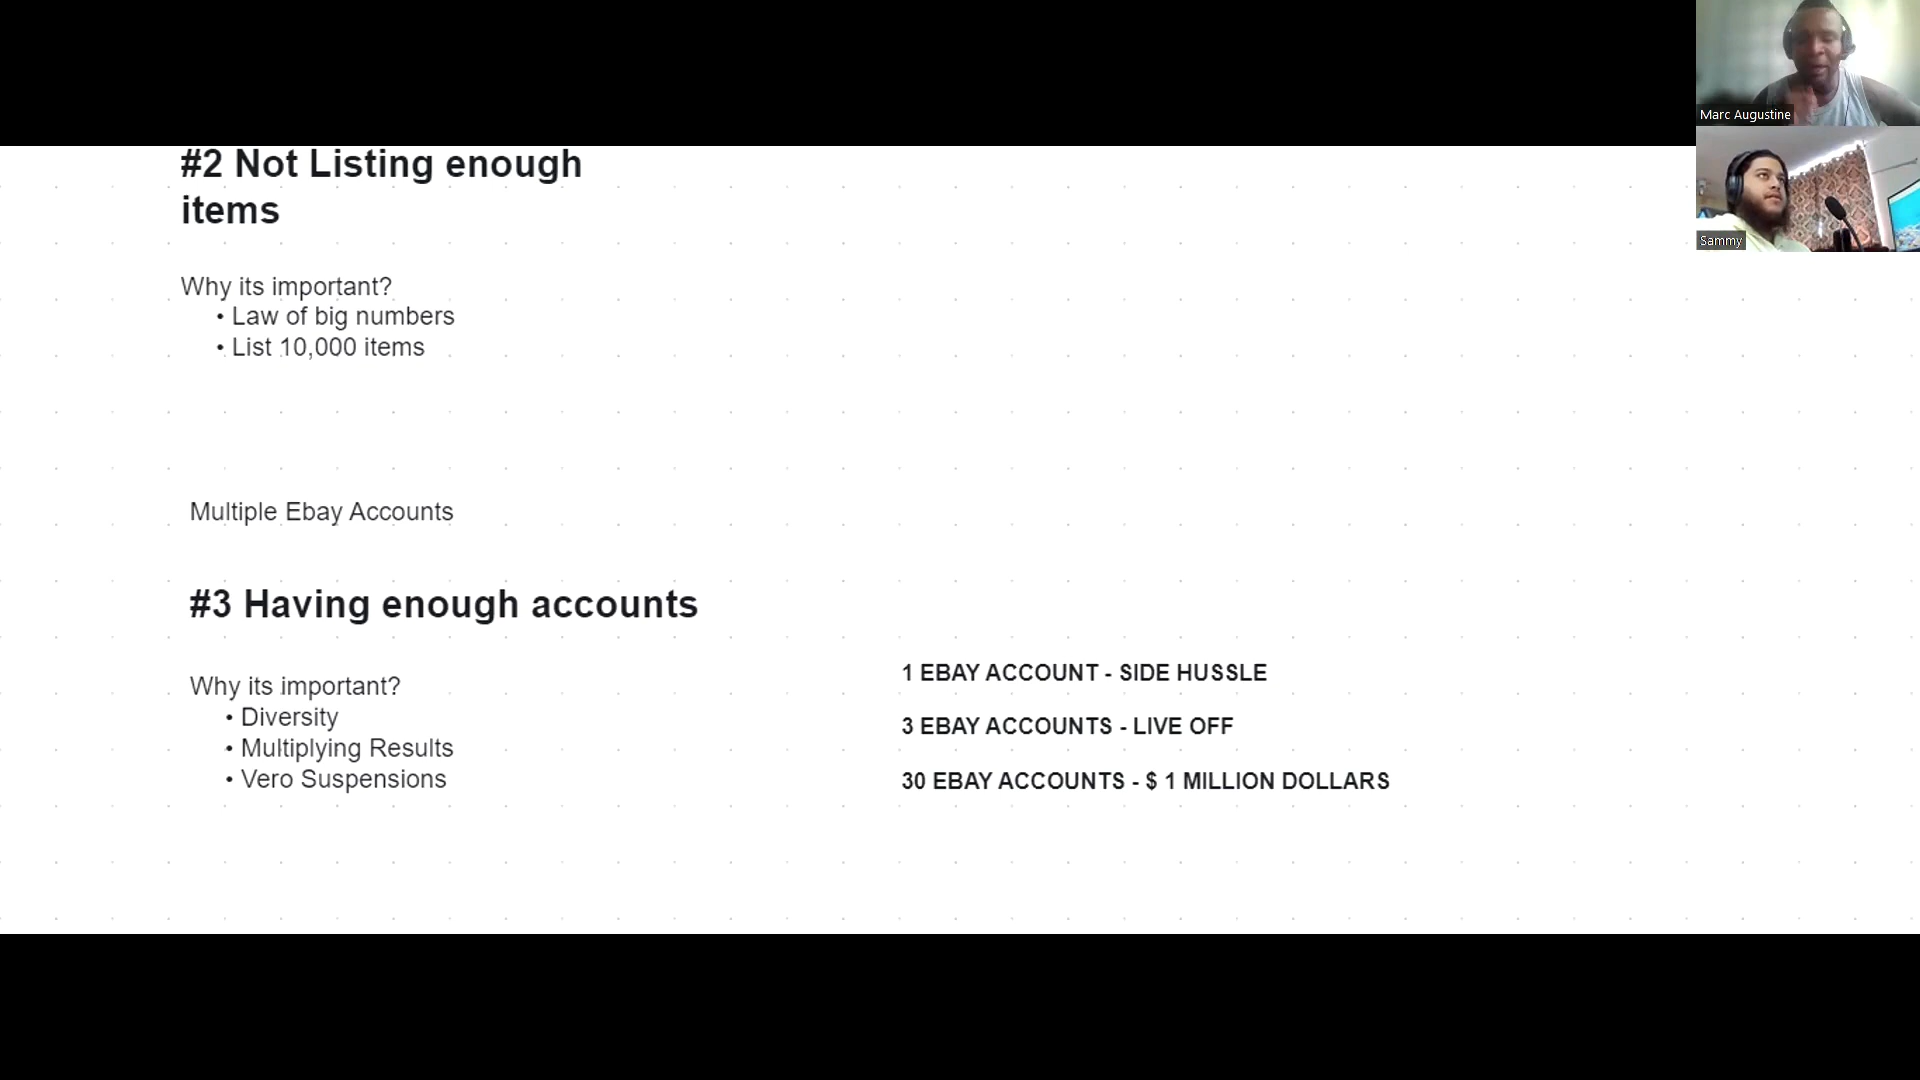 Marc Augustine
Sammy
#2 Not Listing enough
items
Why its important?
• Law of big numbers
• List 10,000 items
Multiple Ebay Accounts
#3 Having enough accounts
Why its important?
• Diversity
• Multiplying Results
• Vero Suspensions
1 EBAY ACCOUNT - SIDE HUSSLE
3 EBAY ACCOUNTS - LIVE OFF
30 EBAY ACCOUNTS - $ 1 MILLION DOLLARS